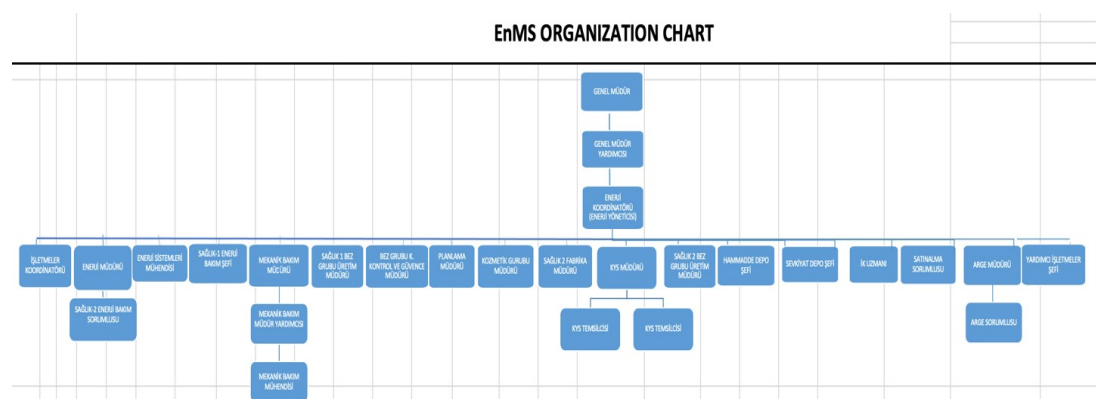 EnMS ORGANIZATION CHART
GENEL MÜDÜR
GENEL MÜDÜR
YARDIMCISI
ENERJİ
KOORDİNATÖRÜ
(ENERJİ YÖNETİCİSİ)
İŞLETMELER
KOORDİNATÖRÜ
ENERJİ MÜDÜRÜ
ENERJİ SİSTEMLERİ
MÜHENDİSİ
SAĞLIK-1 ENERJİ
BAKIM ŞEFİ
MEKANİK BAKIM
MÜDÜRÜ
SAĞLIK 1 BEZ
GRUBU ÜRETİM
MÜDÜRÜ
BEZ GRUBU K.
KONTROL VE GÜVENCE
MÜDÜRÜ
PLANLAMA
MÜDÜRÜ
KOZMETİK GURUBU
MÜDÜRÜ
SAĞLIK 2 FABRİKA
MÜDÜRÜ
KYS MÜDÜRÜ
SAĞLIK 2 BEZ
GRUBU ÜRETİM
MÜDÜRÜ
HAMMADDE DEPO
ŞEFİ
SEVKİYAT DEPO ŞEFİ
İK UZMANI
SATINALMA
SORUMLUSU
ARGE MÜDÜRÜ
YARDIMCI İŞLETMELER
ŞEFİ
SAĞLIK-2 ENERJİ BAKIM
SORUMLUSU
MEKANİK BAKIM
MÜDÜR YARDIMCISI
KYS TEMSİLCİSİ
KYS TEMSİLCİSİ
ARGE SORUMLUSU
MEKANİK BAKIM
MÜHENDİSİ